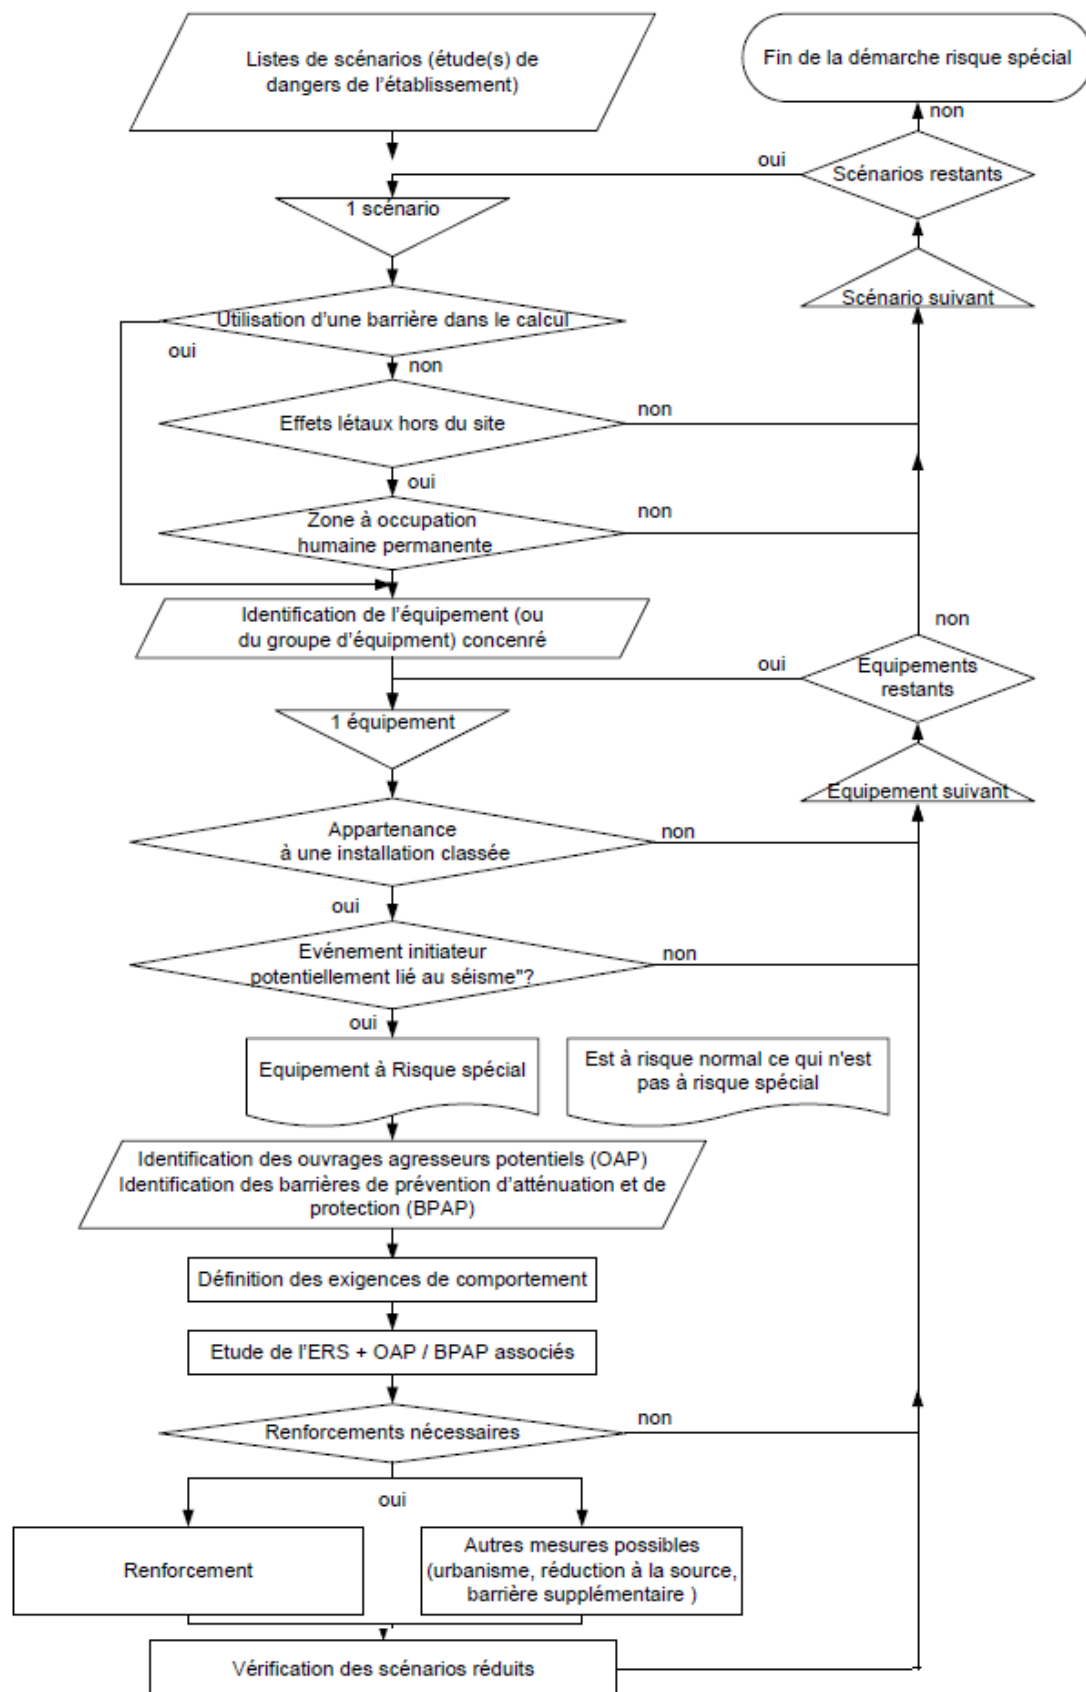 Listes de scénarios (étude(s) de
dangers de l'établissement)
Fin de la démarche risque spécial
non
oui
Scénarios restants
1 scénario
Scénario suivant
Utilisation d'une barrière dans le calcul
oui
non
Effets létaux hors du site
non
oui
Zone à occupation
humaine permanente
non
Identification de l'équipement (ou
du groupe d'équipment) concenré
non
oui
Equipements
restants
1 équipement
Equipement suivant
Appartenance
à une installation classée
non
oui
Evénement initiateur
potentiellement lié au séisme"?
non
oui
Equipement à Risque spécial
Est à risque normal ce qui n'est
pas à risque spécial
Identification des ouvrages agresseurs potentiels (OAP)
Identification des barrières de prévention d'atténuation et de
protection (BPAP)
Définition des exigences de comportement
Etude de l'ERS + OAP / BPAP associés
Renforcements nécessaires
non
oui
Renforcement
Autres mesures possibles
(urbanisme, réduction à la source,
barrière supplémentaire )
Vérification des scénarios réduits